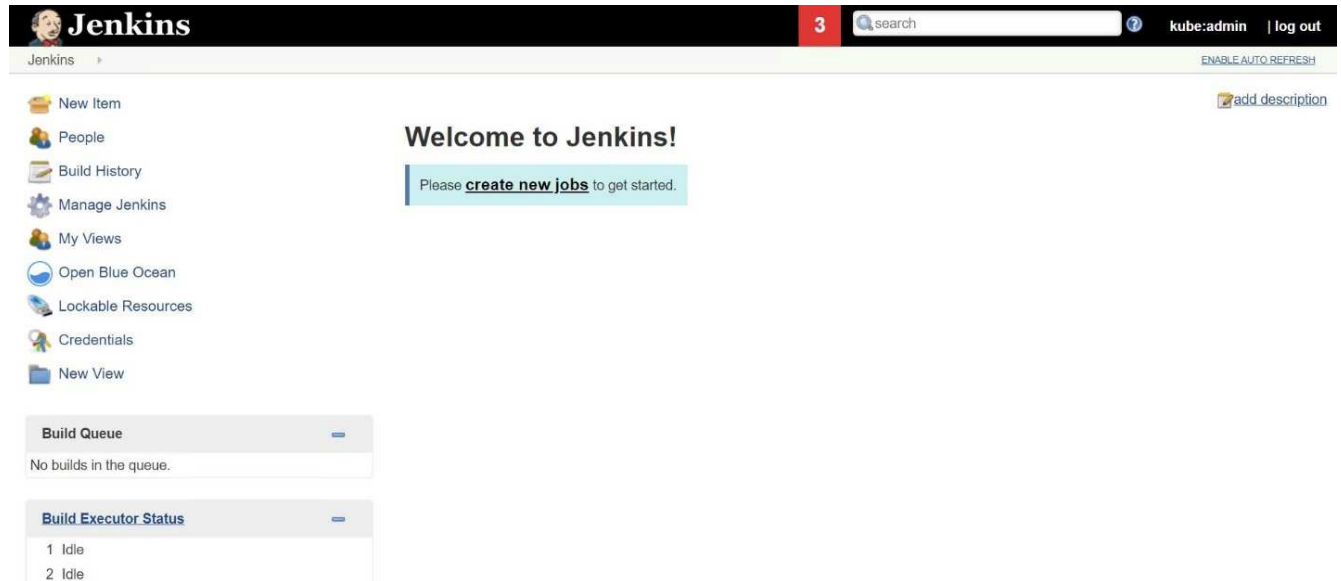 Jenkins
3
search
kube:admin | log out
Jenkins
ENABLE AUTO REFRESH
New Item
People
Build History
Manage Jenkins
My Views
Open Blue Ocean
Lockable Resources
Credentials
New View
add description
Welcome to Jenkins!
Please create new jobs to get started.
Build Queue
No builds in the queue.
Build Executor Status
1 Idle
2 Idle